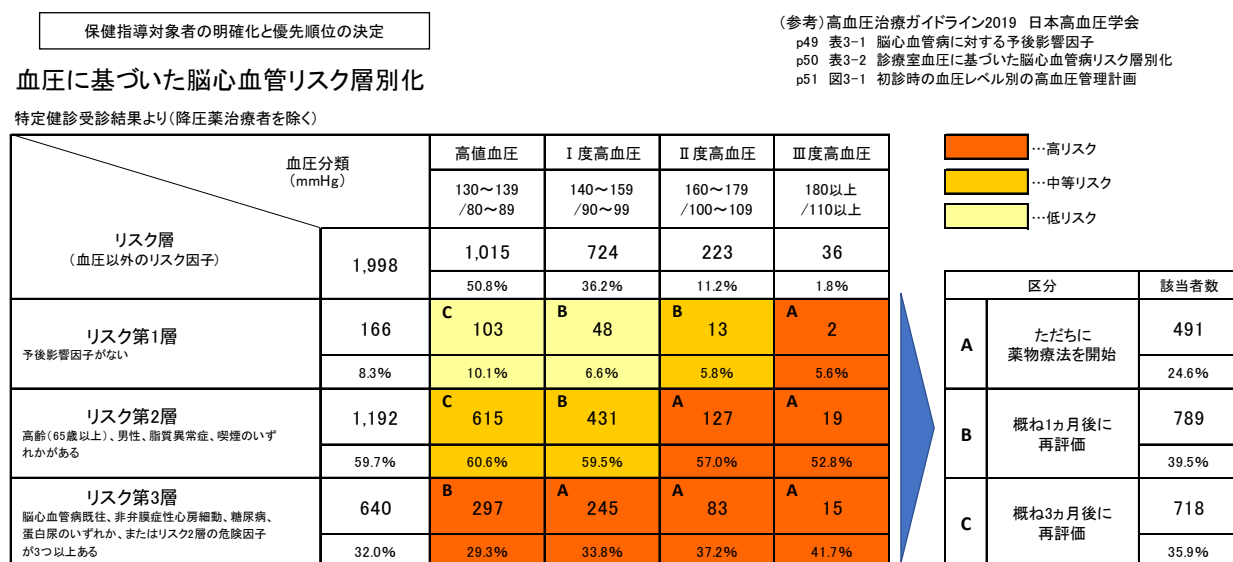 保健指導対象者の明確化と優先順位の決定
(参考)高血圧治療ガイドライン2019 日本高血圧学会
p49 表3-1 脳心血管病に対する予後影響因子
p50 表3-2 診療室血圧に基づいた脳心血管病リスク層別化
p51 図3-1 初診時の血圧レベル別の高血圧管理計画
血圧に基づいた脳心血管リスク層別化
特定健診受診結果より(降圧薬治療者を除く)
血圧分類
(mmHg)
リスク層
(血圧以外のリスク因子)
高値血圧 Ⅰ度高血圧 Ⅱ度高血圧 Ⅲ度高血圧
130~139 140~159 160~179 180以上
/80~89 /90~99 /100~109 /110以上
1,998 1,015 724 223 36
50.8% 36.2% 11.2% 1.8%
リスク第1層
予後影響因子がない
166 C 103 B 48 B 13 A 2
8.3% 10.1% 6.6% 5.8% 5.6%
リスク第2層
高齢(65歳以上)、男性、脂質異常症、喫煙のいず
れかがある
1,192 C 615 B 431 A 127 A 19
59.7% 60.6% 59.5% 57.0% 52.8%
リスク第3層
脳心血管病既往、非弁膜症性心房細動、糖尿病、
蛋白尿のいずれか、またはリスク2層の危険因子
が3つ以上ある
640 B 297 A 245 A 83 A 15
32.0% 29.3% 33.8% 37.2% 41.7%
…高リスク
…中等リスク
…低リスク
区分 該当者数
A ただちに
薬物療法を開始
491
24.6%
B 概ね1ヵ月後に
再評価
789
39.5%
C 概ね3ヵ月後に
再評価
718
35.9%